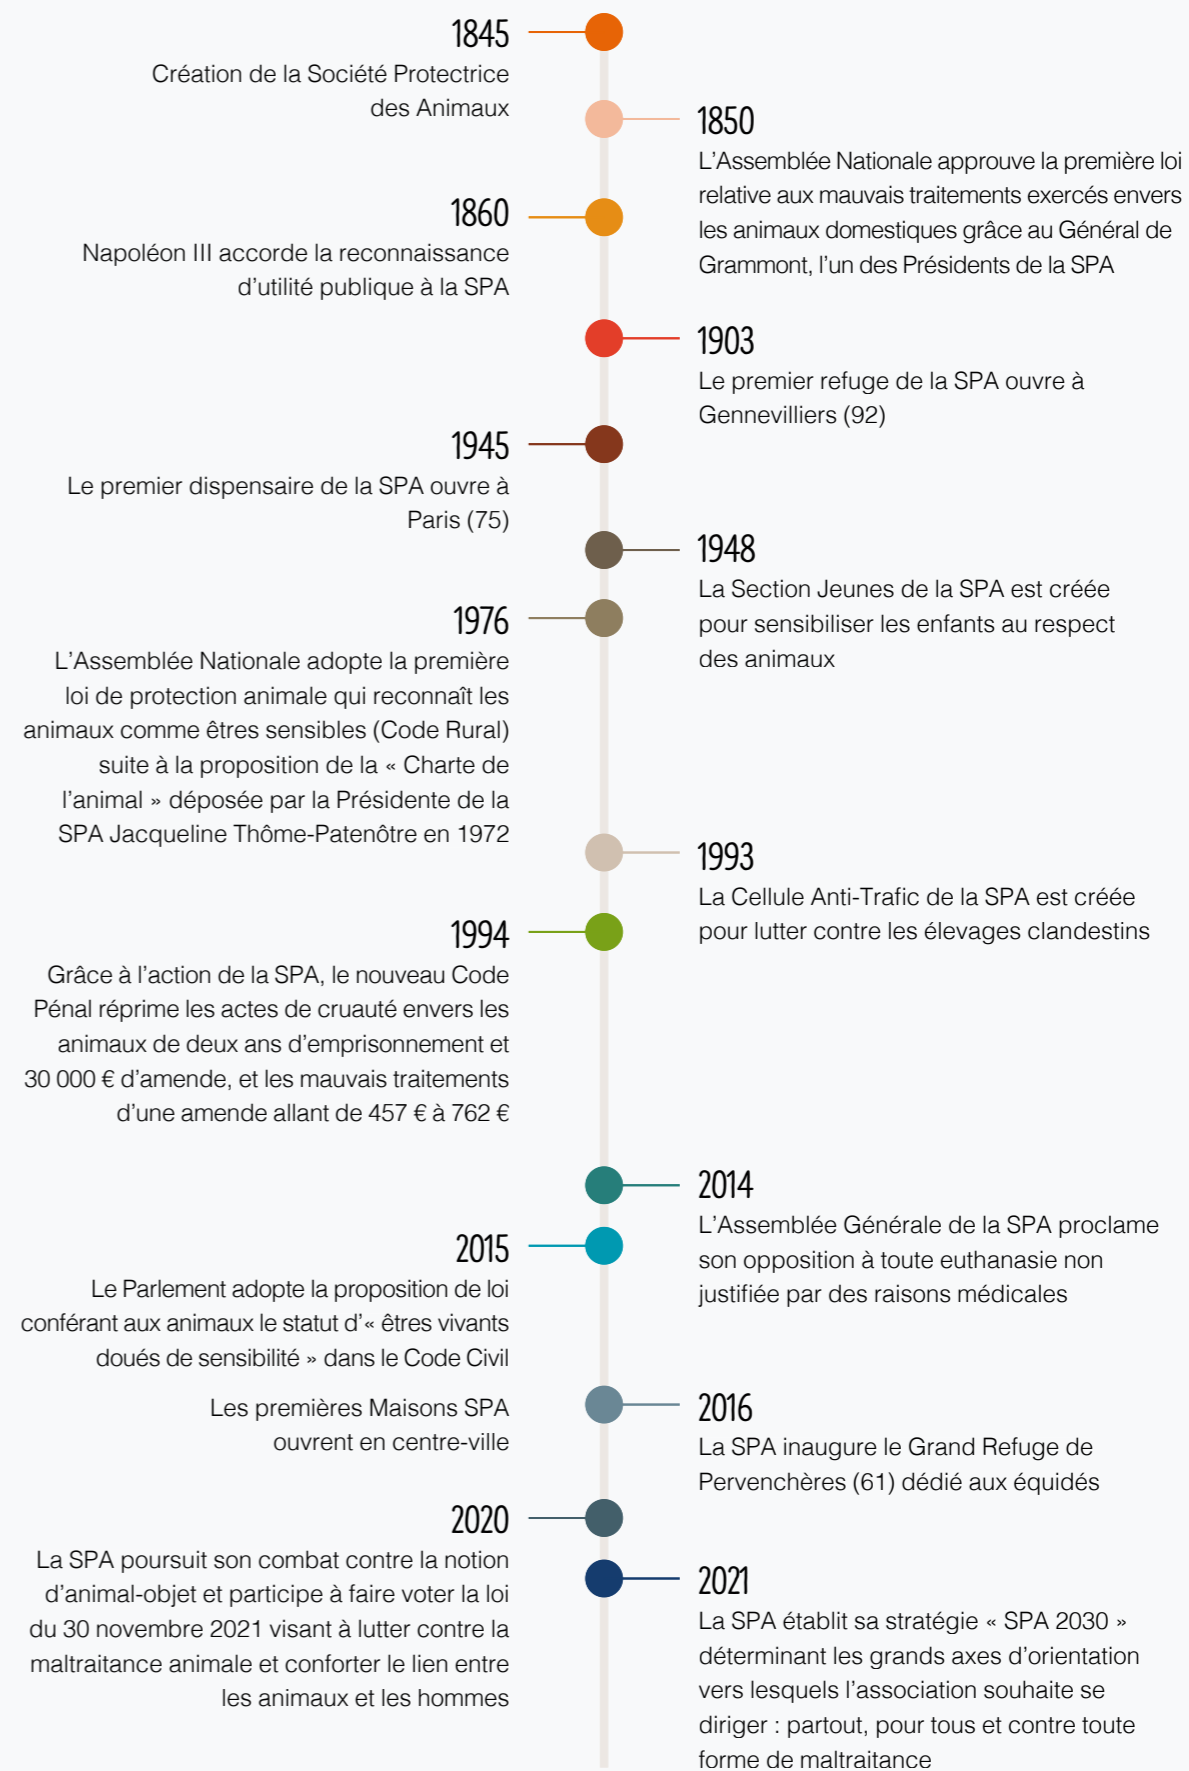 1845
Création de la Société Protectrice
des Animaux
1850
L’Assemblée Nationale approuve la première loi
relative aux mauvais traitements exercés envers
les animaux domestiques grâce au Général de
Grammont, l’un des Présidents de la SPA
1860
Napoléon III accorde la reconnaissance
d’utilité publique à la SPA
1903
Le premier refuge de la SPA ouvre à
Gennevilliers (92)
1945
Le premier dispensaire de la SPA ouvre à
Paris (75)
1948
La Section Jeunes de la SPA est créée
pour sensibiliser les enfants au respect
des animaux
1976
L’Assemblée Nationale adopte la première
loi de protection animale qui reconnaît les
animaux comme êtres sensibles (Code Rural)
suite à la proposition de la « Charte de
l’animal » déposée par la Présidente de la
SPA Jacqueline Thôme-Patenôtre en 1972
1993
La Cellule Anti-Trafic de la SPA est créée
pour lutter contre les élevages clandestins
1994
Grâce à l’action de la SPA, le nouveau Code
Pénal réprime les actes de cruauté envers les
animaux de deux ans d’emprisonnement et
30 000 € d’amende, et les mauvais traitements
d’une amende allant de 457 € à 762 €
2014
L’Assemblée Générale de la SPA proclame
son opposition à toute euthanasie non
justifiée par des raisons médicales
2015
Le Parlement adopte la proposition de loi
conférant aux animaux le statut d’« êtres vivants
doués de sensibilité » dans le Code Civil
Les premières Maisons SPA
ouvrent en centre-ville
2016
La SPA inaugure le Grand Refuge de
Pervenchères (61) dédié aux équidés
2020
La SPA poursuit son combat contre la notion
d’animal-objet et participe à faire voter la loi
du 30 novembre 2021 visant à lutter contre la
maltraitance animale et conforter le lien entre
les animaux et les hommes
2021
La SPA établit sa stratégie « SPA 2030 »
déterminant les grands axes d’orientation
vers lesquels l’association souhaite se
diriger : partout, pour tous et contre toute
forme de maltraitance